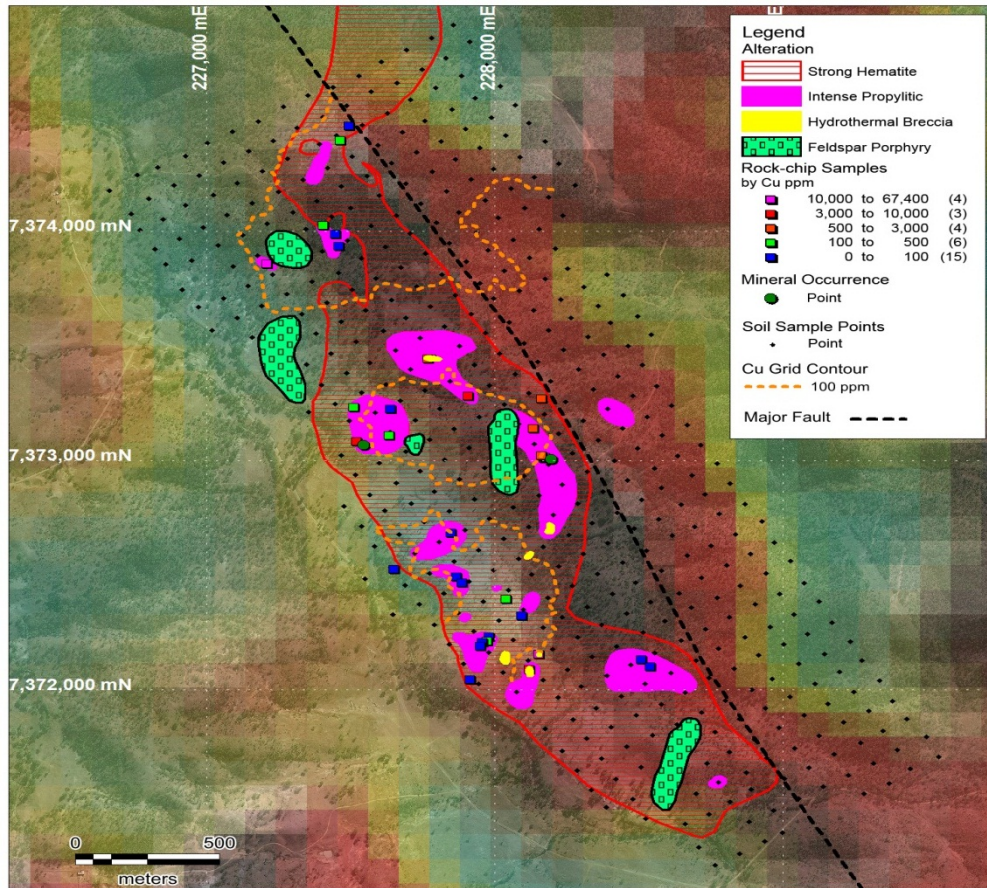 227,000 mE
228,000 mE
7,374,000 mN
7,373,000 mN
7,372,000 mN
Legend
Alteration
Strong Hematite
Intense Propylitic
Hydrothermal Breccia
Feldspar Porphyry
Rock-chip Samples
by Cu ppm
10,000 to 67,400 (4)
3,000 to 10,000 (3)
500 to 3,000 (4)
100 to 500 (6)
0 to 100 (15)
Mineral Occurrence
Point
Soil Sample Points
Point
Cu Grid Contour
100 ppm
Major Fault
0 500
meters